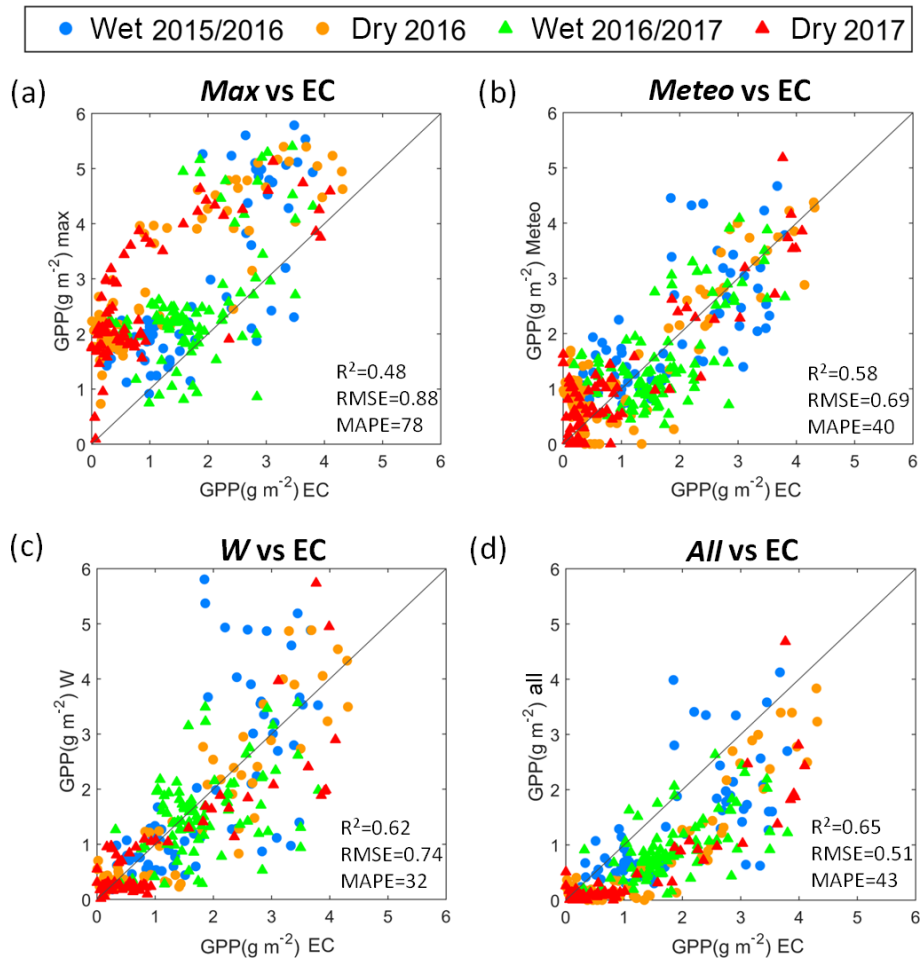 Wet 2015/2016 Dry 2016 Wet 2016/2017 Dry 2017
(a) Max vs EC
6
5
4
3
2
1
0
GPP(g m⁻²) max
R²=0.48
RMSE=0.88
MAPE=78
0 1 2 3 4 5 6
GPP(g m⁻²) EC
(b) Meteo vs EC
6
5
4
3
2
1
0
GPP(g m⁻²) Meteo
R²=0.58
RMSE=0.69
MAPE=40
0 1 2 3 4 5 6
GPP(g m⁻²) EC
(c) W vs EC
6
5
4
3
2
1
0
GPP(g m⁻²) W
R²=0.62
RMSE=0.74
MAPE=32
0 1 2 3 4 5 6
GPP(g m⁻²) EC
(d) All vs EC
6
5
4
3
2
1
0
GPP(g m⁻²) all
R²=0.65
RMSE=0.51
MAPE=43
0 1 2 3 4 5 6
GPP(g m⁻²) EC